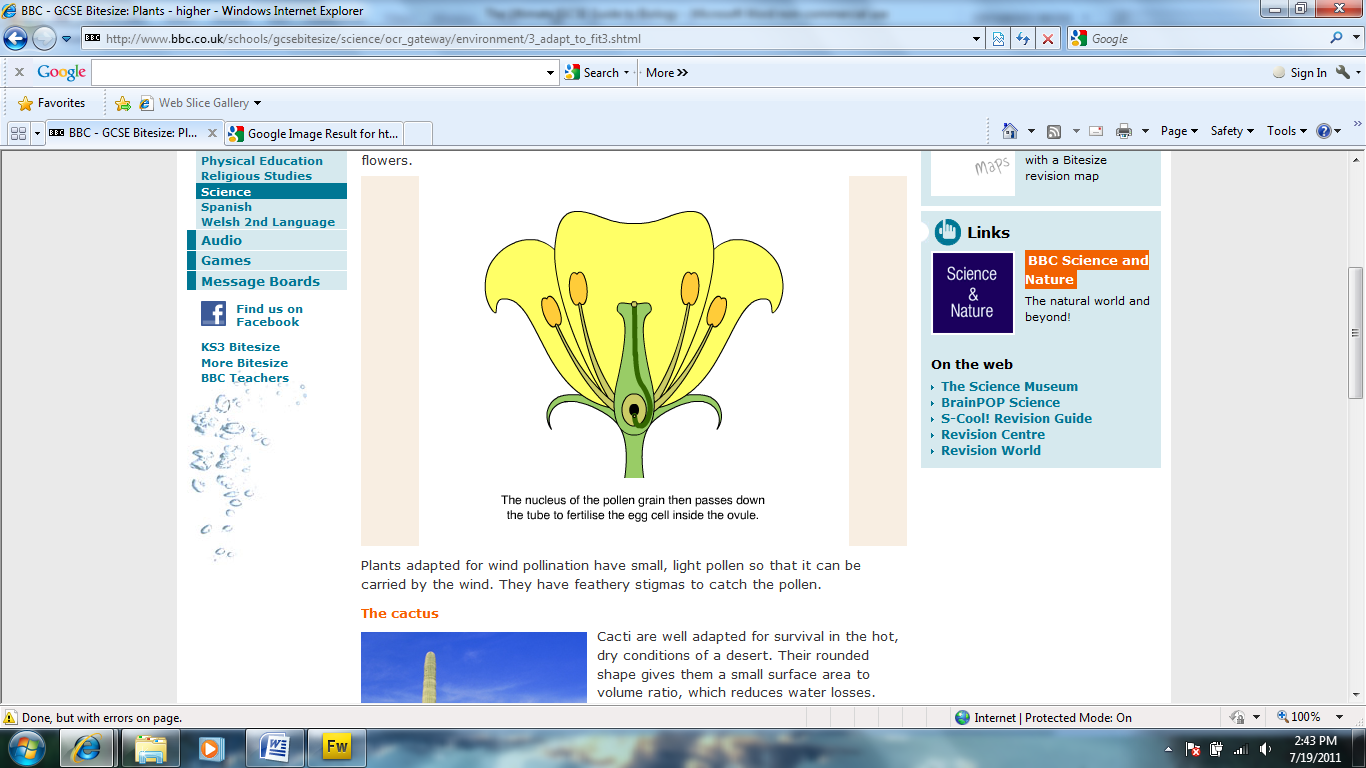 BBC - GCSE Bitesize: Plants - higher - Windows Internet Explorer
BBC http://www.bbc.co.uk/schools/gcsebitesize/science/ocr_gateway/environment/3_adapt_to_fit3.shtml
Google
x Google Search More »
Sign In
Favorites Web Slice Gallery
BBC BBC - GCSE Bitesize: Pl... x
Google Image Result for ht...
Page Safety Tools
Physical Education
Religious Studies
Science
Spanish
Welsh 2nd Language
Audio
Games
Message Boards
Find us on
Facebook
KS3 Bitesize
More Bitesize
BBC Teachers
flowers.
The nucleus of the pollen grain then passes down
the tube to fertilise the egg cell inside the ovule.
Plants adapted for wind pollination have small, light pollen so that it can be
carried by the wind. They have feathery stigmas to catch the pollen.
The cactus
Cacti are well adapted for survival in the hot,
dry conditions of a desert. Their rounded
shape gives them a small surface area to
volume ratio, which reduces water losses.
maps
with a Bitesize
revision map
Links
Science
&
Nature
BBC Science and
Nature
The natural world and
beyond!
On the web
The Science Museum
BrainPOP Science
S-Cool! Revision Guide
Revision Centre
Revision World
Done, but with errors on page.
Internet | Protected Mode: On
100%
W
Fw
2:43 PM
7/19/2011